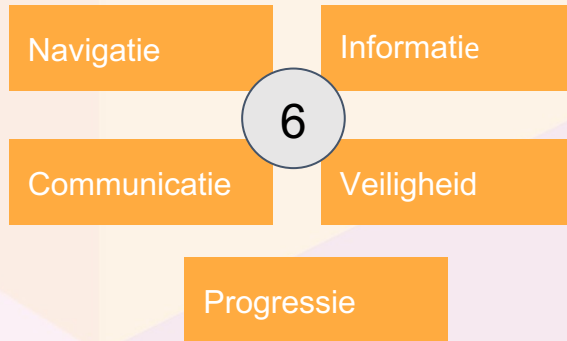 Navigatie
Informatie
6
Communicatie
Veiligheid
Progressie